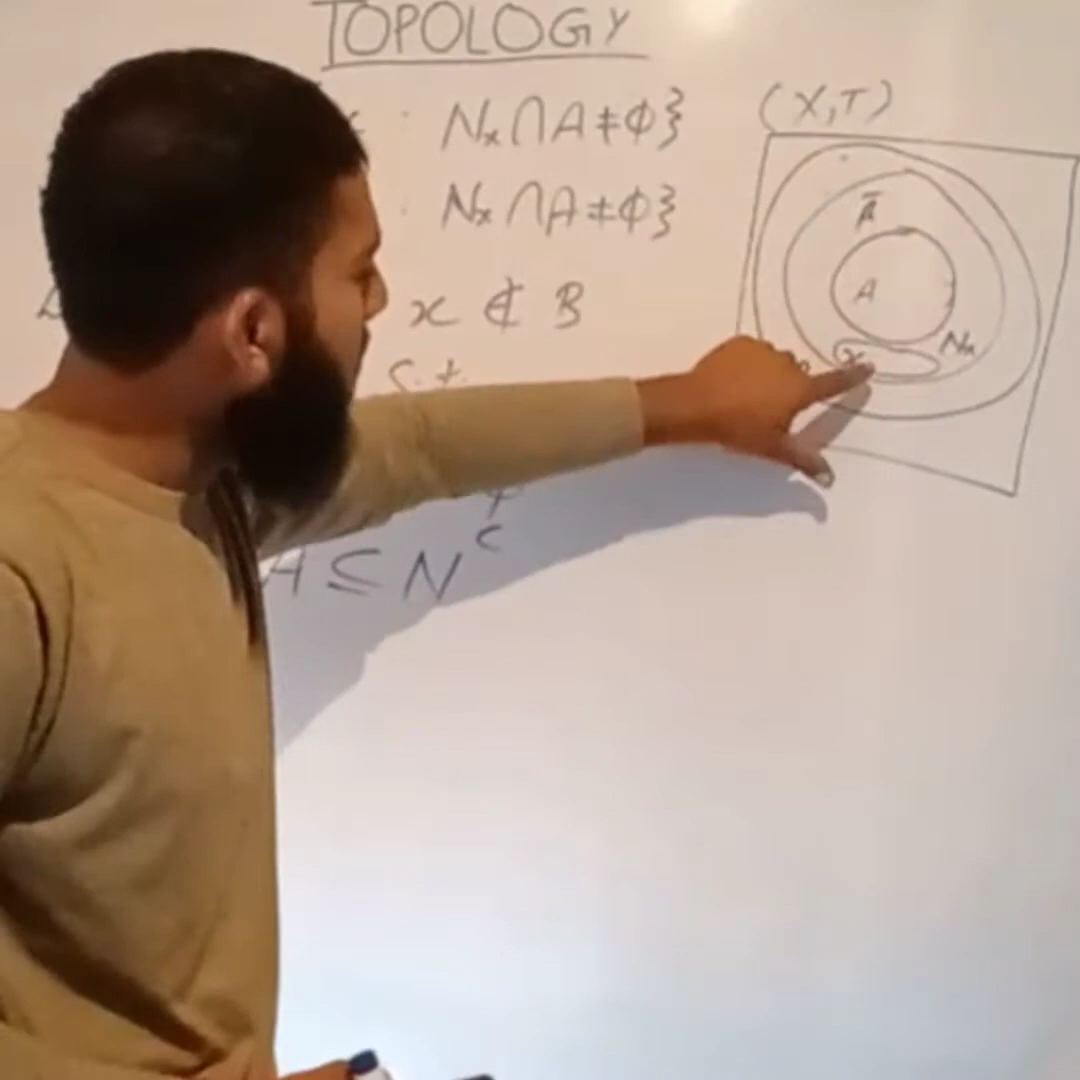 TOPOLOGY
: Nx ∩ A ≠ ϕ}
: Nx ∩ A ≠ ϕ}
x ∉ B
S.t
A ⊆ N^c
(X,T)
Ā
A
x
Nx